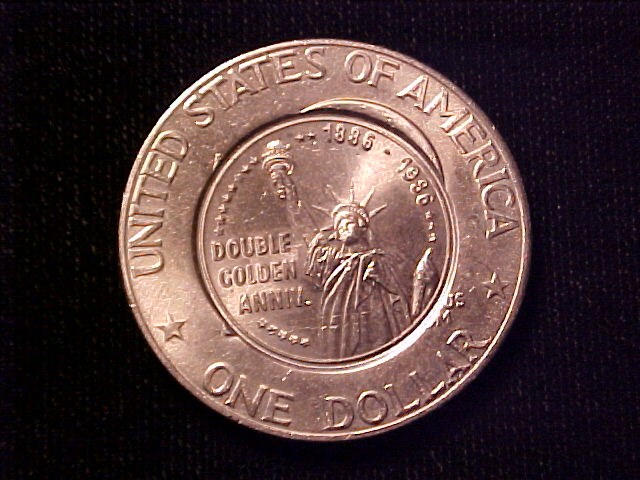 UNITED STATES OF AMERICA
1886 - 1986
DOUBLE
GOLDEN
ANNIV.
ONE DOLLAR